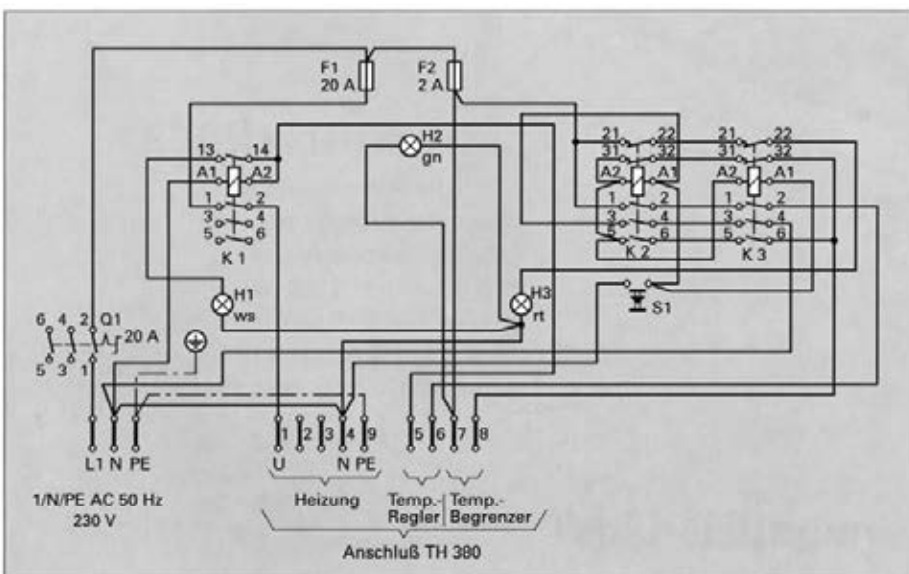 F1
20 A
F2
2 A
H2
gn
13 14
A1 A2
1 2
3 4
5 6
K 1
21 22
31 32
A2 A1
1 2
3 4
5 6
K 2
21 22
31 32
A2 A1
1 2
3 4
5 6
K 3
H1
ws
H3
rt
S1
6 4 2 Q1
20 A
5 3 1
L1 N PE
1 2 3 4 9
5 6 7 8
U N PE
1/N/PE AC 50 Hz
230 V
Heizung
Temp.-
Regler
Temp.-
Begrenzer
Anschluß TH 380